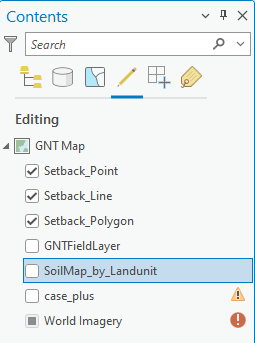 Contents
Search
Editing
GNT Map
Setback_Point
Setback_Line
Setback_Polygon
GNTFieldLayer
SoilMap_by_Landunit
case_plus
World Imagery